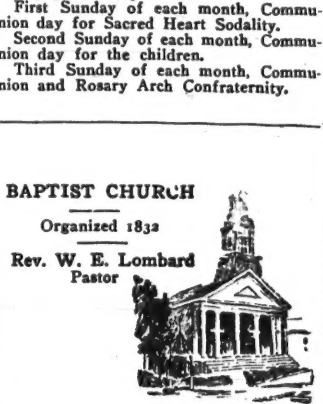 First Sunday of each month, Commu-
nion day for Sacred Heart Sodality.
Second Sunday of each month, Commu-
nion day for the children.
Third Sunday of each month, Commu-
nion and Rosary Arch Confraternity.
BAPTIST CHURCH
Organized 1832
Rev. W. E. Lombard
Pastor